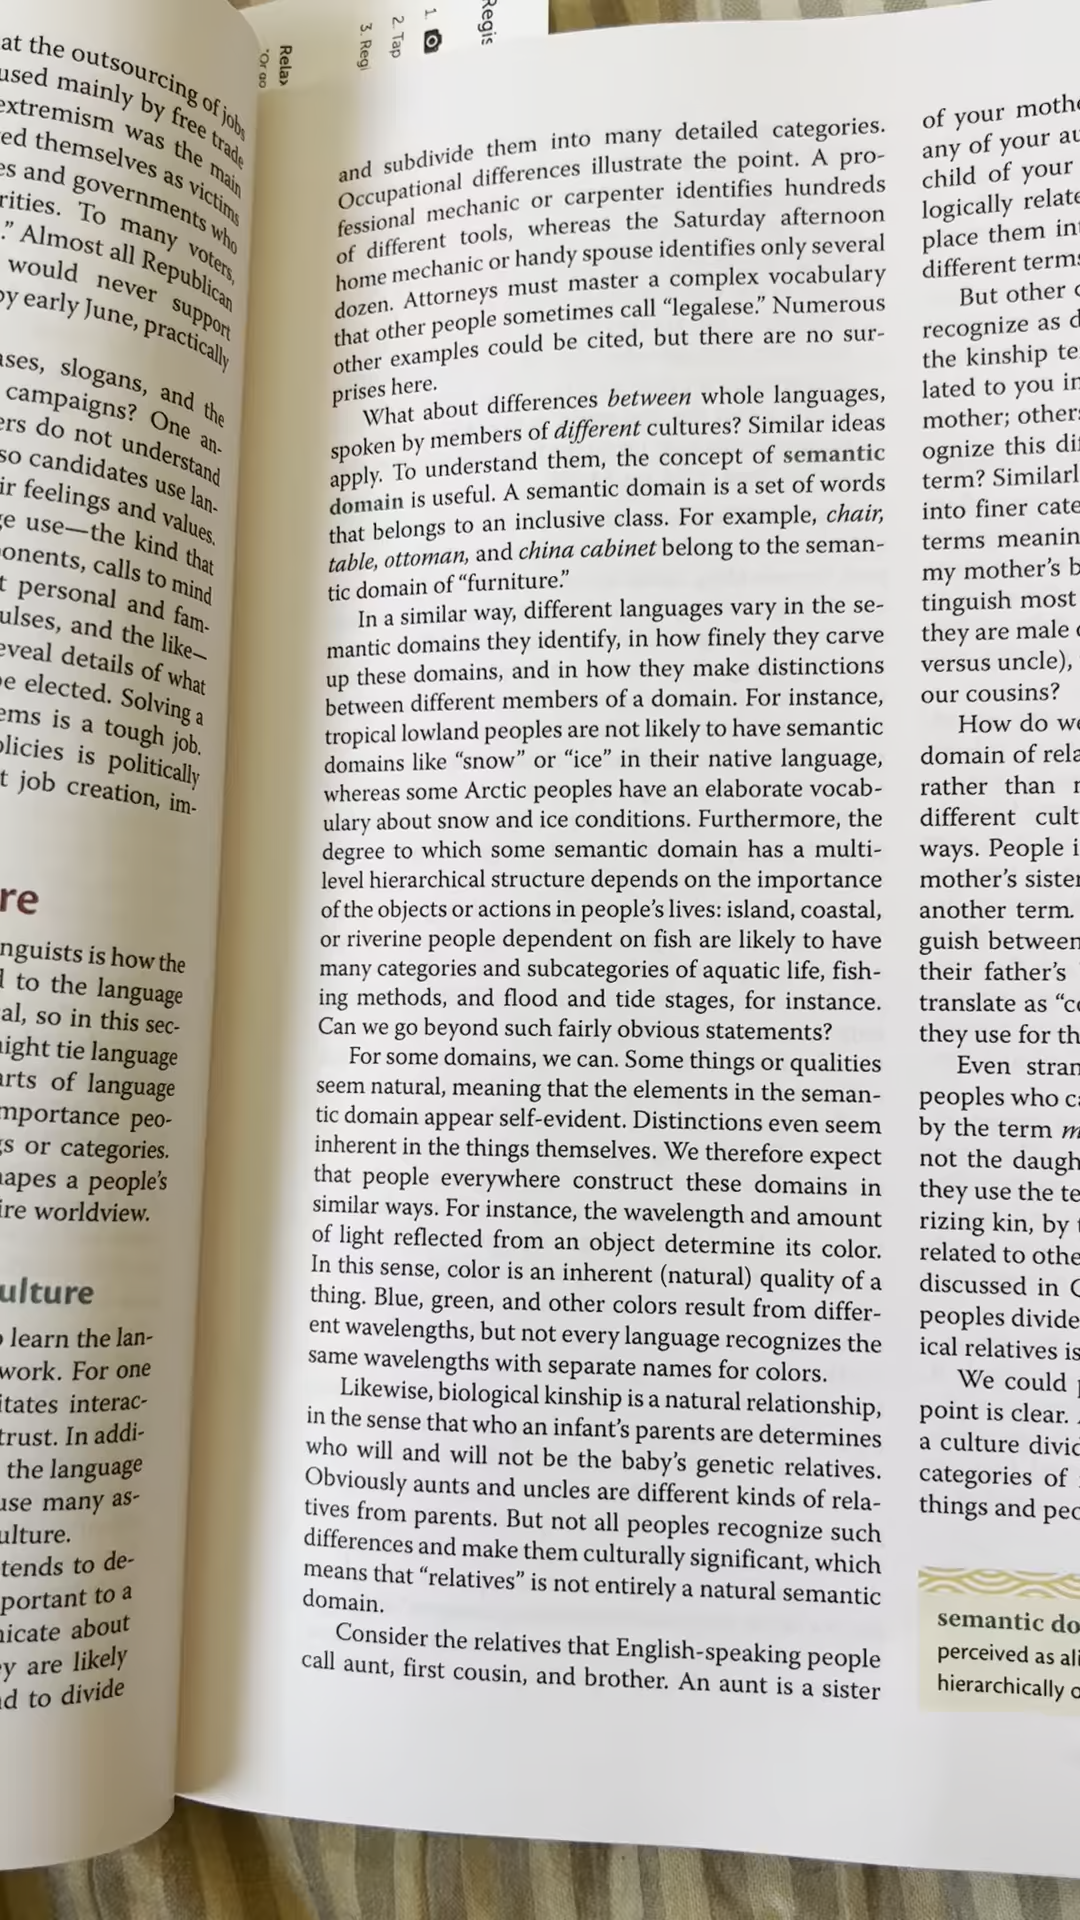 Regis
1.
2. Tap
3. Regi
Rela
*Or go
at the outsourcing of jobs
used mainly by free trade
extremism was the main
ed themselves as victims
es and governments who
rities. To many voters,
." Almost all Republican
would never support
by early June, practically
ases, slogans, and the
campaigns? One an-
ers do not understand
so candidates use lan-
ir feelings and values.
ge use—the kind that
onents, calls to mind
t personal and fam-
ulses, and the like—
eveal details of what
be elected. Solving a
ems is a tough job.
olicies is politically
t job creation, im-
re
nguists is how the
l to the language
al, so in this sec-
ight tie language
arts of language
mportance peo-
gs or categories.
hapes a people's
ire worldview.
ulture
o learn the lan-
work. For one
itates interac-
trust. In addi-
the language
use many as-
ulture.
tends to de-
portant to a
nicate about
ey are likely
nd to divide
and subdivide them into many detailed categories.
Occupational differences illustrate the point. A pro-
fessional mechanic or carpenter identifies hundreds
of different tools, whereas the Saturday afternoon
home mechanic or handy spouse identifies only several
dozen. Attorneys must master a complex vocabulary
that other people sometimes call "legalese." Numerous
other examples could be cited, but there are no sur-
prises here.
What about differences between whole languages,
spoken by members of different cultures? Similar ideas
apply. To understand them, the concept of semantic
domain is useful. A semantic domain is a set of words
that belongs to an inclusive class. For example, chair,
table, ottoman, and china cabinet belong to the seman-
tic domain of "furniture."
In a similar way, different languages vary in the se-
mantic domains they identify, in how finely they carve
up these domains, and in how they make distinctions
between different members of a domain. For instance,
tropical lowland peoples are not likely to have semantic
domains like "snow" or "ice" in their native language,
whereas some Arctic peoples have an elaborate vocab-
ulary about snow and ice conditions. Furthermore, the
degree to which some semantic domain has a multi-
level hierarchical structure depends on the importance
of the objects or actions in people's lives: island, coastal,
or riverine people dependent on fish are likely to have
many categories and subcategories of aquatic life, fish-
ing methods, and flood and tide stages, for instance.
Can we go beyond such fairly obvious statements?
For some domains, we can. Some things or qualities
seem natural, meaning that the elements in the seman-
tic domain appear self-evident. Distinctions even seem
inherent in the things themselves. We therefore expect
that people everywhere construct these domains in
similar ways. For instance, the wavelength and amount
of light reflected from an object determine its color.
In this sense, color is an inherent (natural) quality of a
thing. Blue, green, and other colors result from differ-
ent wavelengths, but not every language recognizes the
same wavelengths with separate names for colors.
Likewise, biological kinship is a natural relationship,
in the sense that who an infant's parents are determines
who will and will not be the baby's genetic relatives.
Obviously aunts and uncles are different kinds of rela-
tives from parents. But not all peoples recognize such
differences and make them culturally significant, which
means that "relatives" is not entirely a natural semantic
domain.
Consider the relatives that English-speaking people
call aunt, first cousin, and brother. An aunt is a sister
of your mothe
any of your au
child of your
logically relate
place them in
different terms
But other c
recognize as d
the kinship te
lated to you in
mother; others
ognize this dif
term? Similarl
into finer cate
terms meanin
my mother's b
tinguish most
they are male o
versus uncle),
our cousins?
How do we
domain of rela
rather than
different cult
ways. People i
mother's sister
another term.
guish between
their father's
translate as "co
they use for th
Even stran
peoples who ca
by the term m
not the daugh
they use the te
rizing kin, by t
related to othe
discussed in C
peoples divide
ical relatives is
We could p
point is clear.
a culture divid
categories of
things and peo
semantic do
perceived as ali
hierarchically o